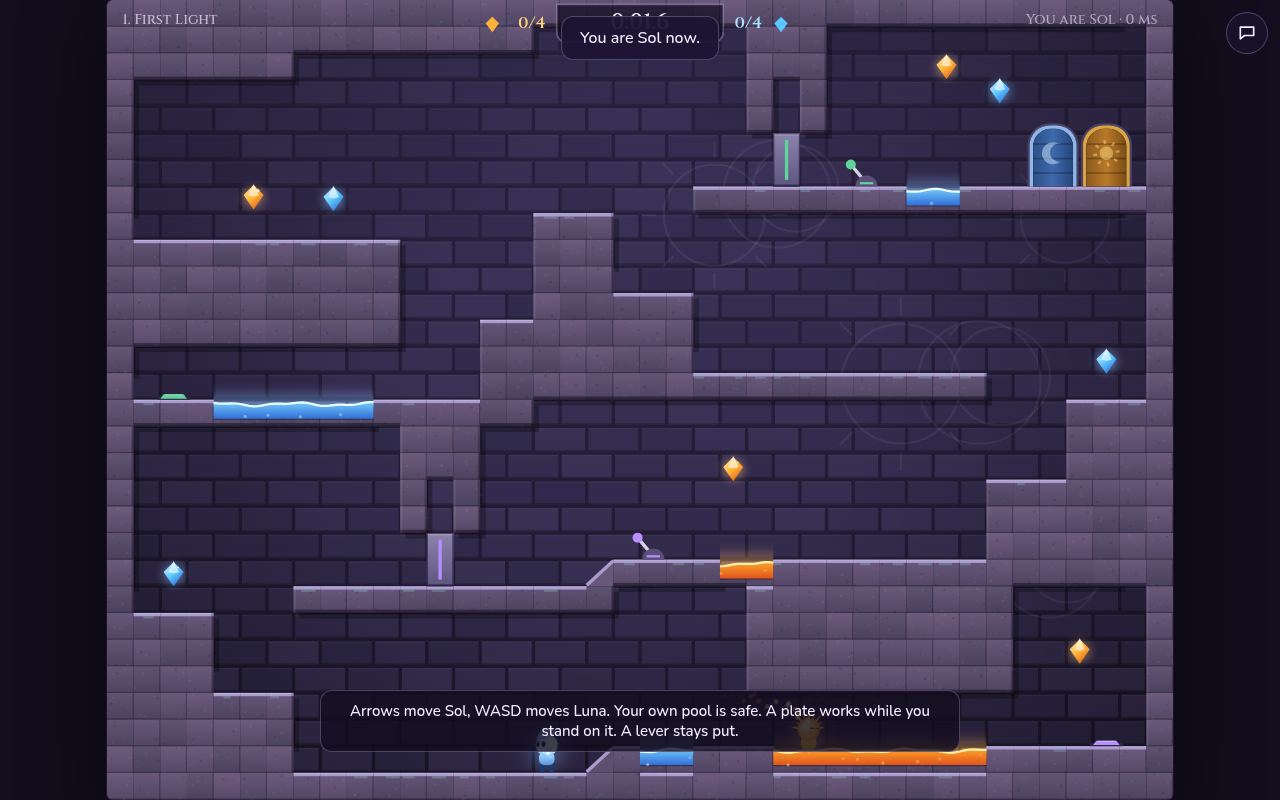 1. First Light
0/4
0/4
You are Sol · 0 ms
You are Sol now.
Arrows move Sol, WASD moves Luna. Your own pool is safe. A plate works while you
stand on it. A lever stays put.